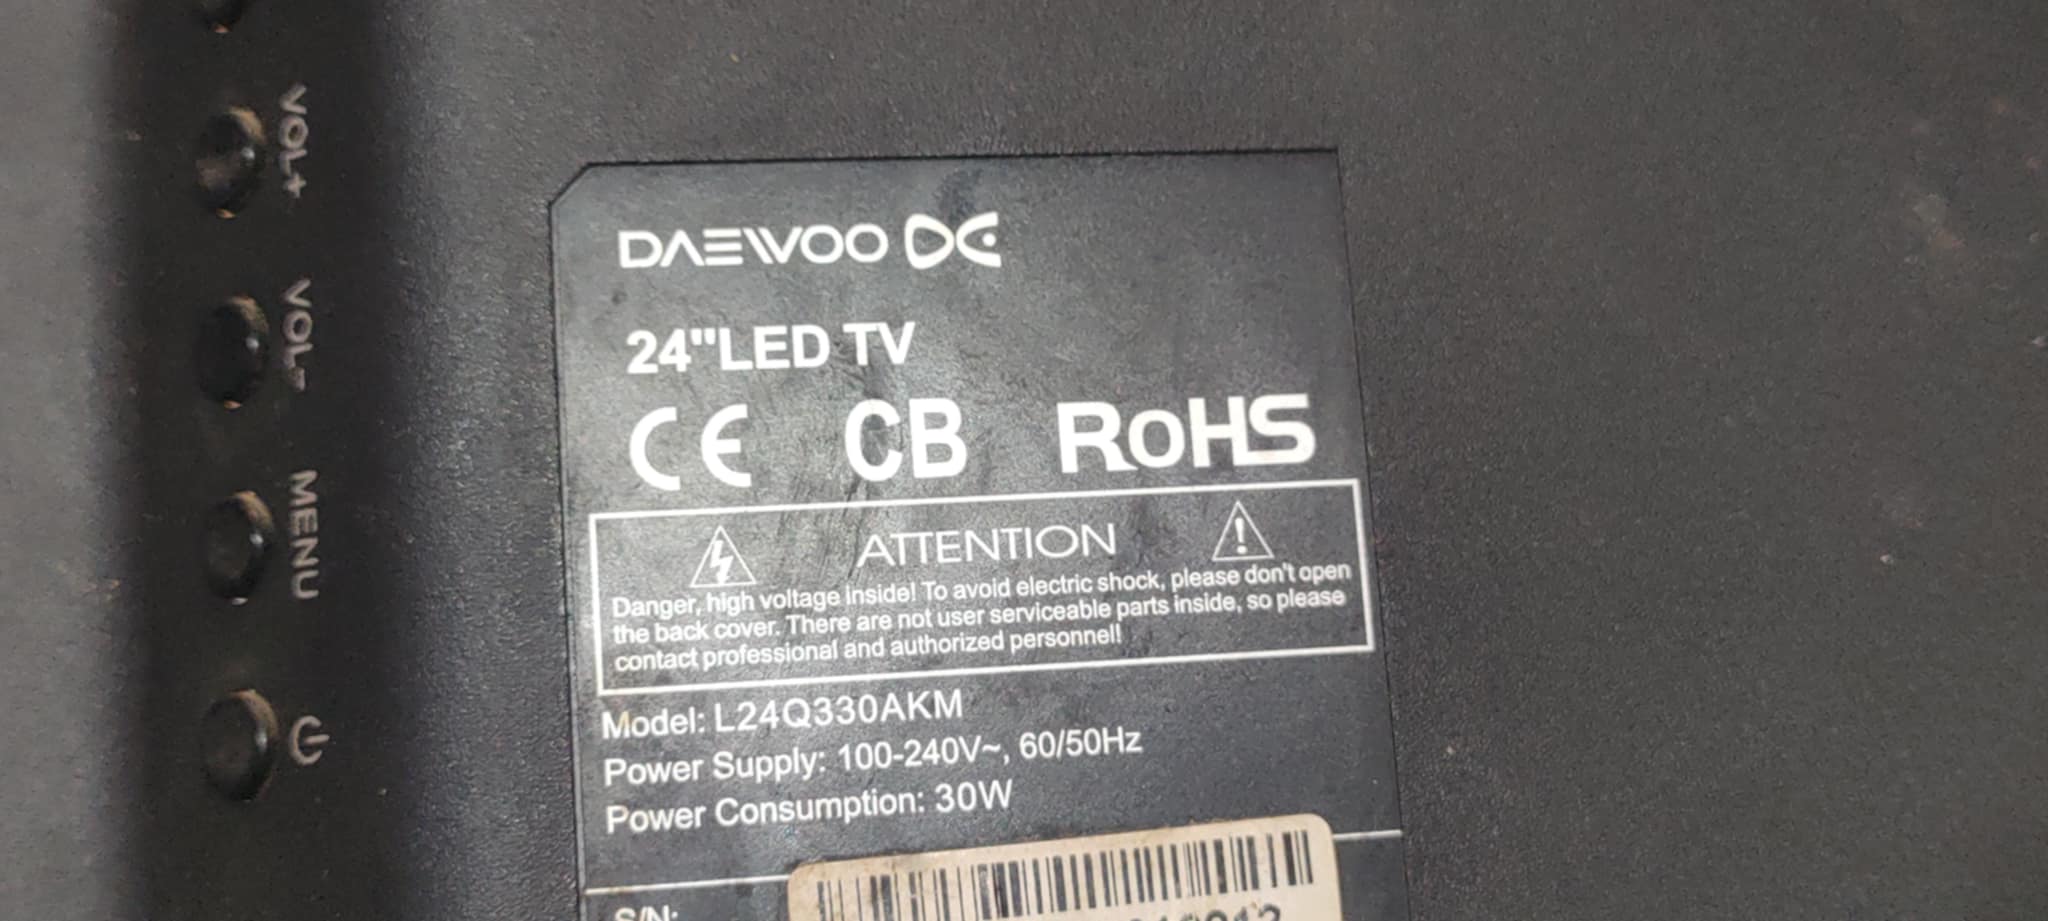 VOL+
VOL-
MENU
DAEWOO
24"LED TV
CE CB RoHS
ATTENTION
Danger, high voltage inside! To avoid electric shock, please don't open
the back cover. There are not user serviceable parts inside, so please
contact professional and authorized personnel!
Model: L24Q330AKM
Power Supply: 100-240V~, 60/50Hz
Power Consumption: 30W
S/N: